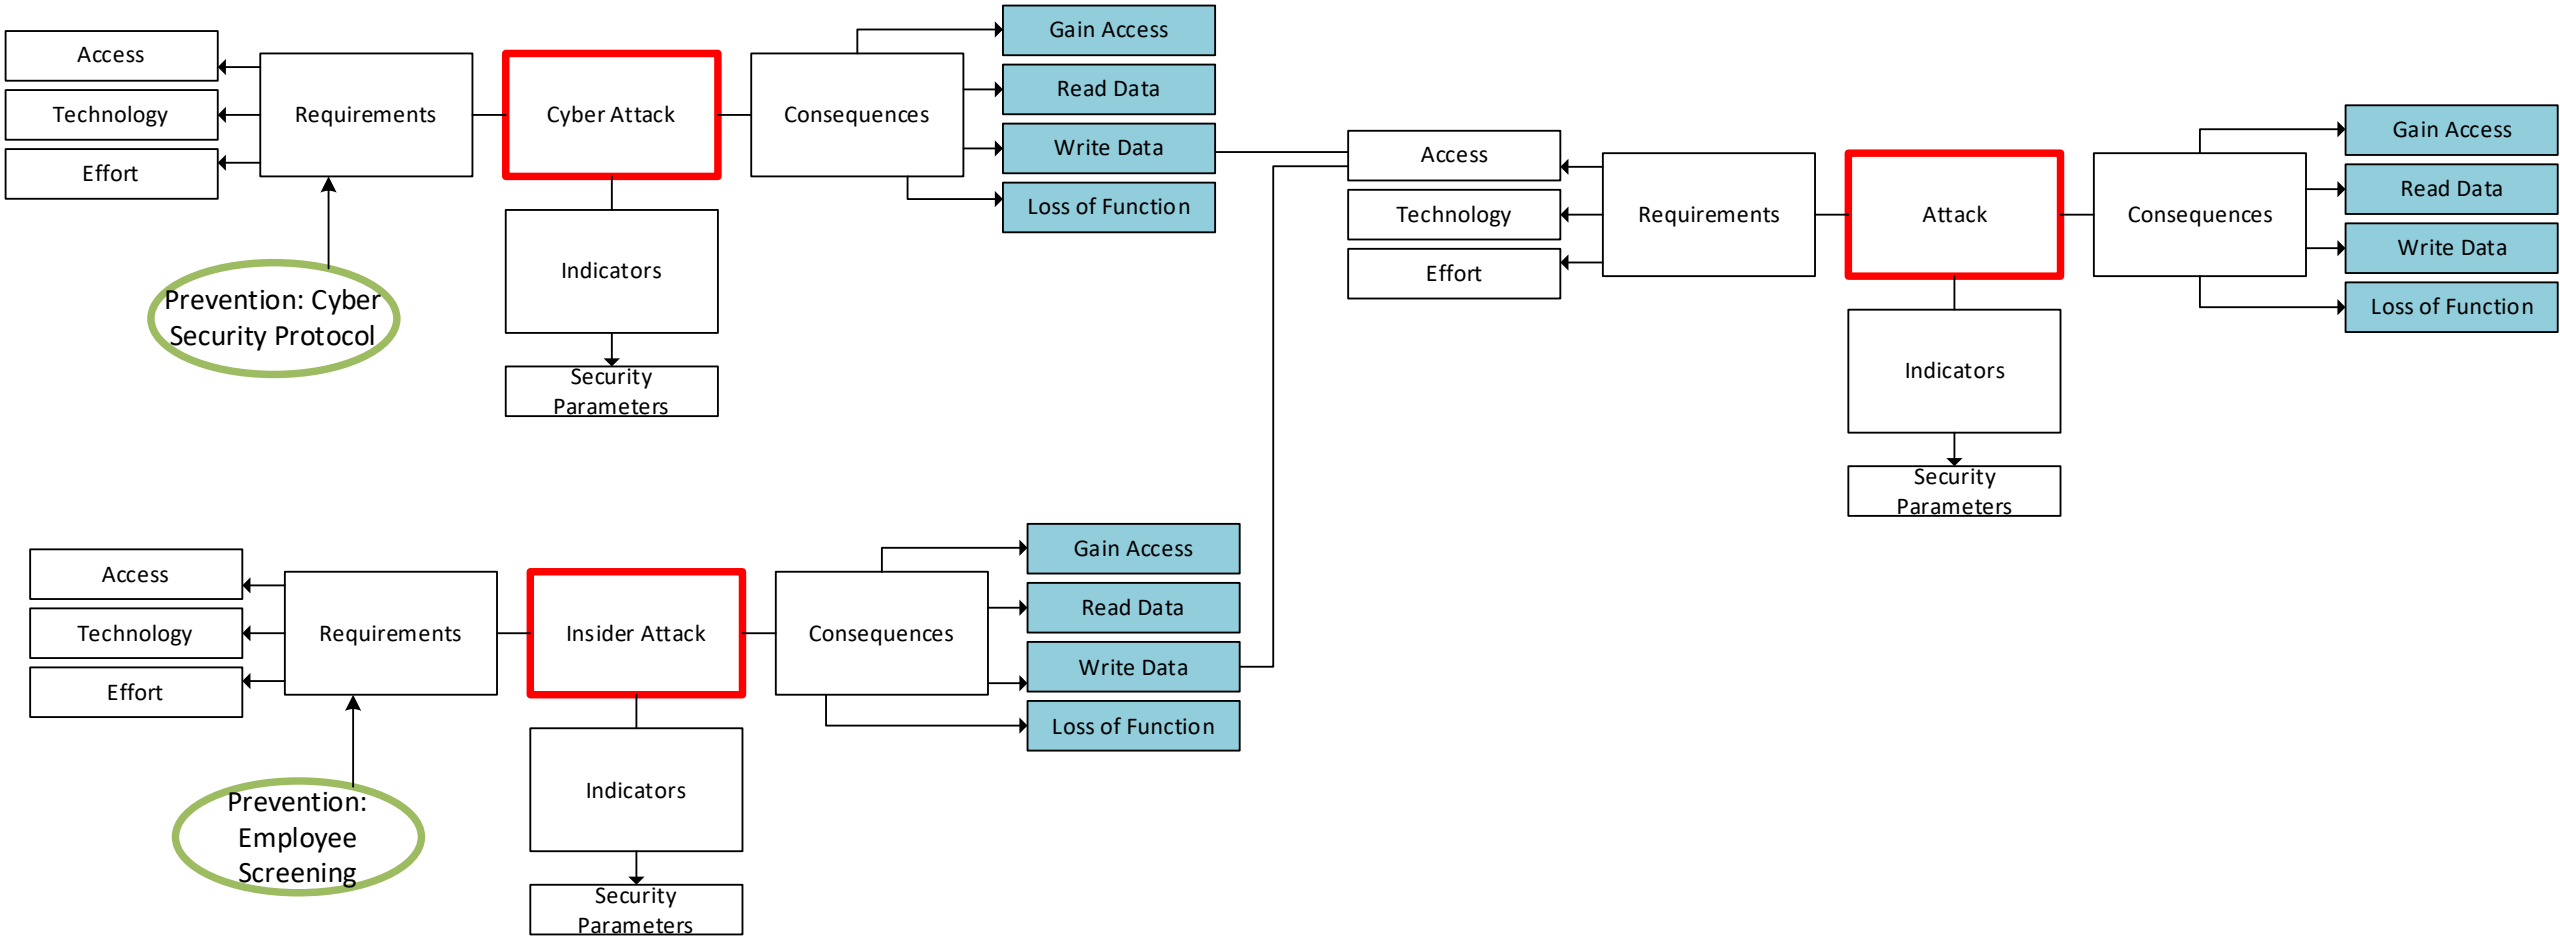 Access
Technology
Effort
Requirements
Cyber Attack
Consequences
Gain Access
Read Data
Write Data
Loss of Function
Indicators
Security
Parameters
Prevention: Cyber
Security Protocol
Access
Technology
Effort
Requirements
Attack
Consequences
Gain Access
Read Data
Write Data
Loss of Function
Indicators
Security
Parameters
Access
Technology
Effort
Requirements
Insider Attack
Consequences
Gain Access
Read Data
Write Data
Loss of Function
Indicators
Security
Parameters
Prevention:
Employee
Screening